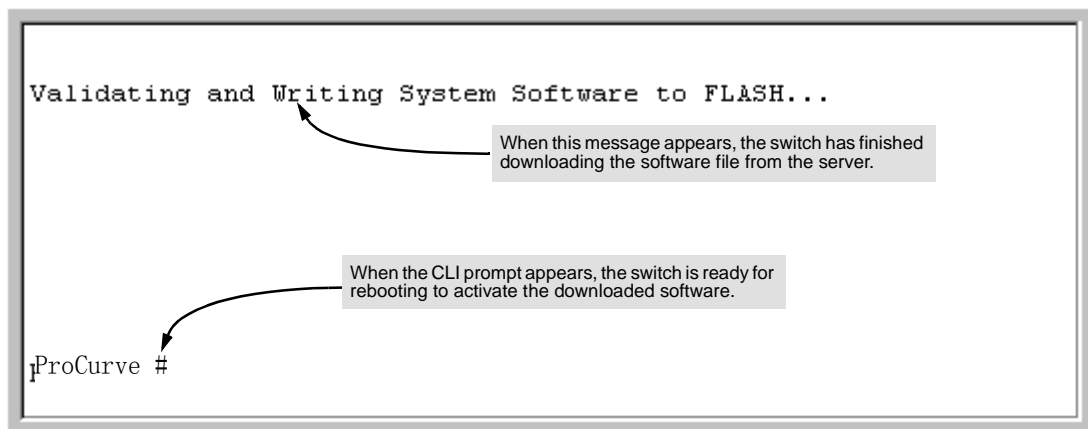 Validating and Writing System Software to FLASH...
When this message appears, the switch has finished
downloading the software file from the server.
When the CLI prompt appears, the switch is ready for
rebooting to activate the downloaded software.
ProCurve #